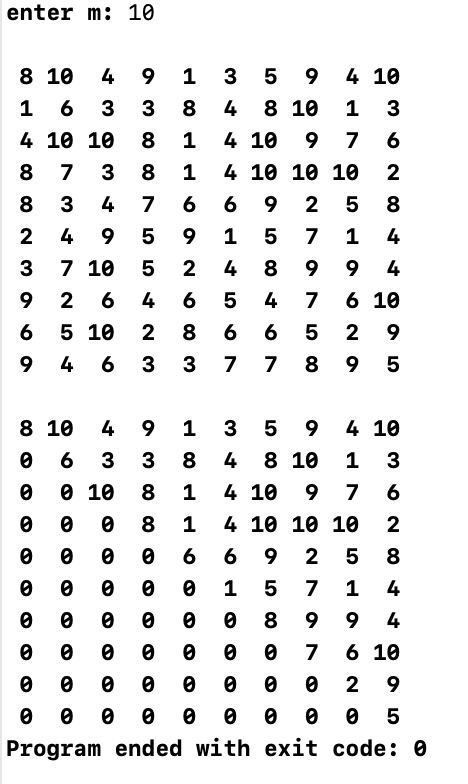 enter m: 10
8 10 4 9 1 3 5 9 4 10
1 6 3 3 8 4 8 10 1 3
4 10 10 8 1 4 10 9 7 6
8 7 3 8 1 4 10 10 10 2
8 3 4 7 6 6 9 2 5 8
2 4 9 5 9 1 5 7 1 4
3 7 10 5 2 4 8 9 9 4
9 2 6 4 6 5 4 7 6 10
6 5 10 2 8 6 6 5 2 9
9 4 6 3 3 7 7 8 9 5
8 10 4 9 1 3 5 9 4 10
0 6 3 3 8 4 8 10 1 3
0 0 10 8 1 4 10 9 7 6
0 0 0 8 1 4 10 10 10 2
0 0 0 0 6 6 9 2 5 8
0 0 0 0 0 1 5 7 1 4
0 0 0 0 0 0 8 9 9 4
0 0 0 0 0 0 0 7 6 10
0 0 0 0 0 0 0 0 2 9
0 0 0 0 0 0 0 0 0 5
Program ended with exit code: 0